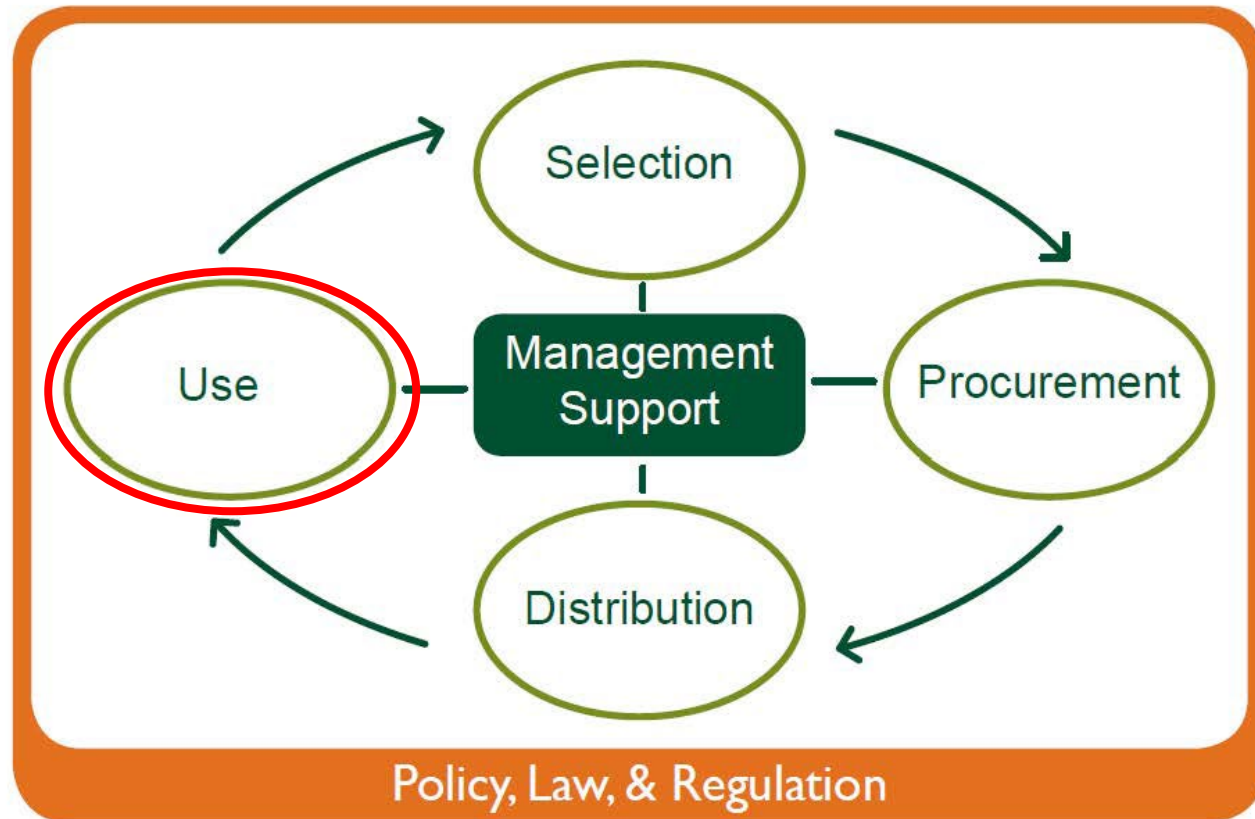 Selection
Use
Management
Support
Procurement
Distribution
Policy, Law, & Regulation